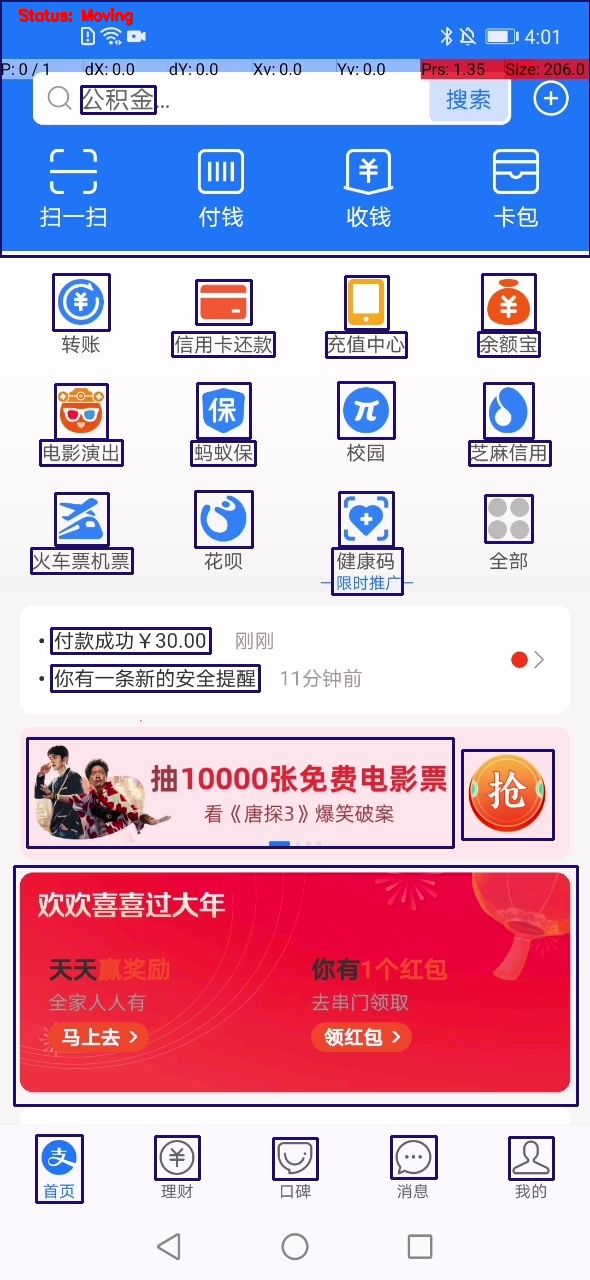 Status: Moving
4:01
P: 0 / 1 dX: 0.0 dY: 0.0 Xv: 0.0 Yv: 0.0 Prs: 1.35 Size: 206.0
公积金... 搜索
扫一扫 付钱 收钱 卡包
转账 信用卡还款 充值中心 余额宝
保
电影演出 蚂蚁保 校园 芝麻信用
火车票机票 花呗 健康码 全部
限时推广
• 付款成功￥30.00 刚刚
• 你有一条新的安全提醒 11分钟前
抽10000张免费电影票
看《唐探3》爆笑破案
抢
欢欢喜喜过大年
天天赢奖励 你有1个红包
全家人人有 去串门领取
马上去 > 领红包 >
支
首页 理财 口碑 消息 我的